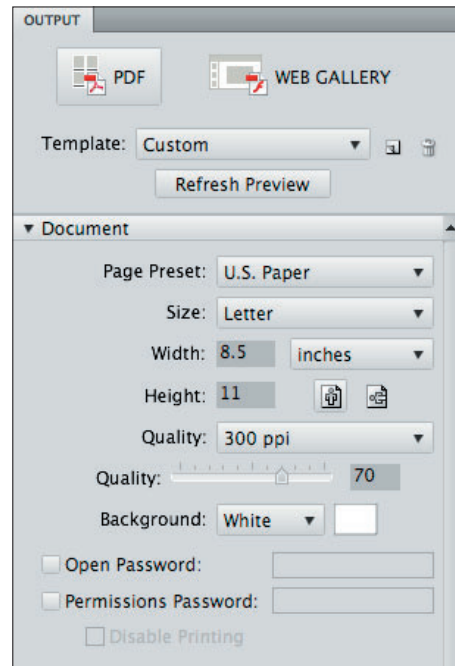 OUTPUT
PDF WEB GALLERY
Template: Custom
Refresh Preview
Document
Page Preset: U.S. Paper
Size: Letter
Width: 8.5 inches
Height: 11
Quality: 300 ppi
Quality: 70
Background: White
Open Password:
Permissions Password:
Disable Printing